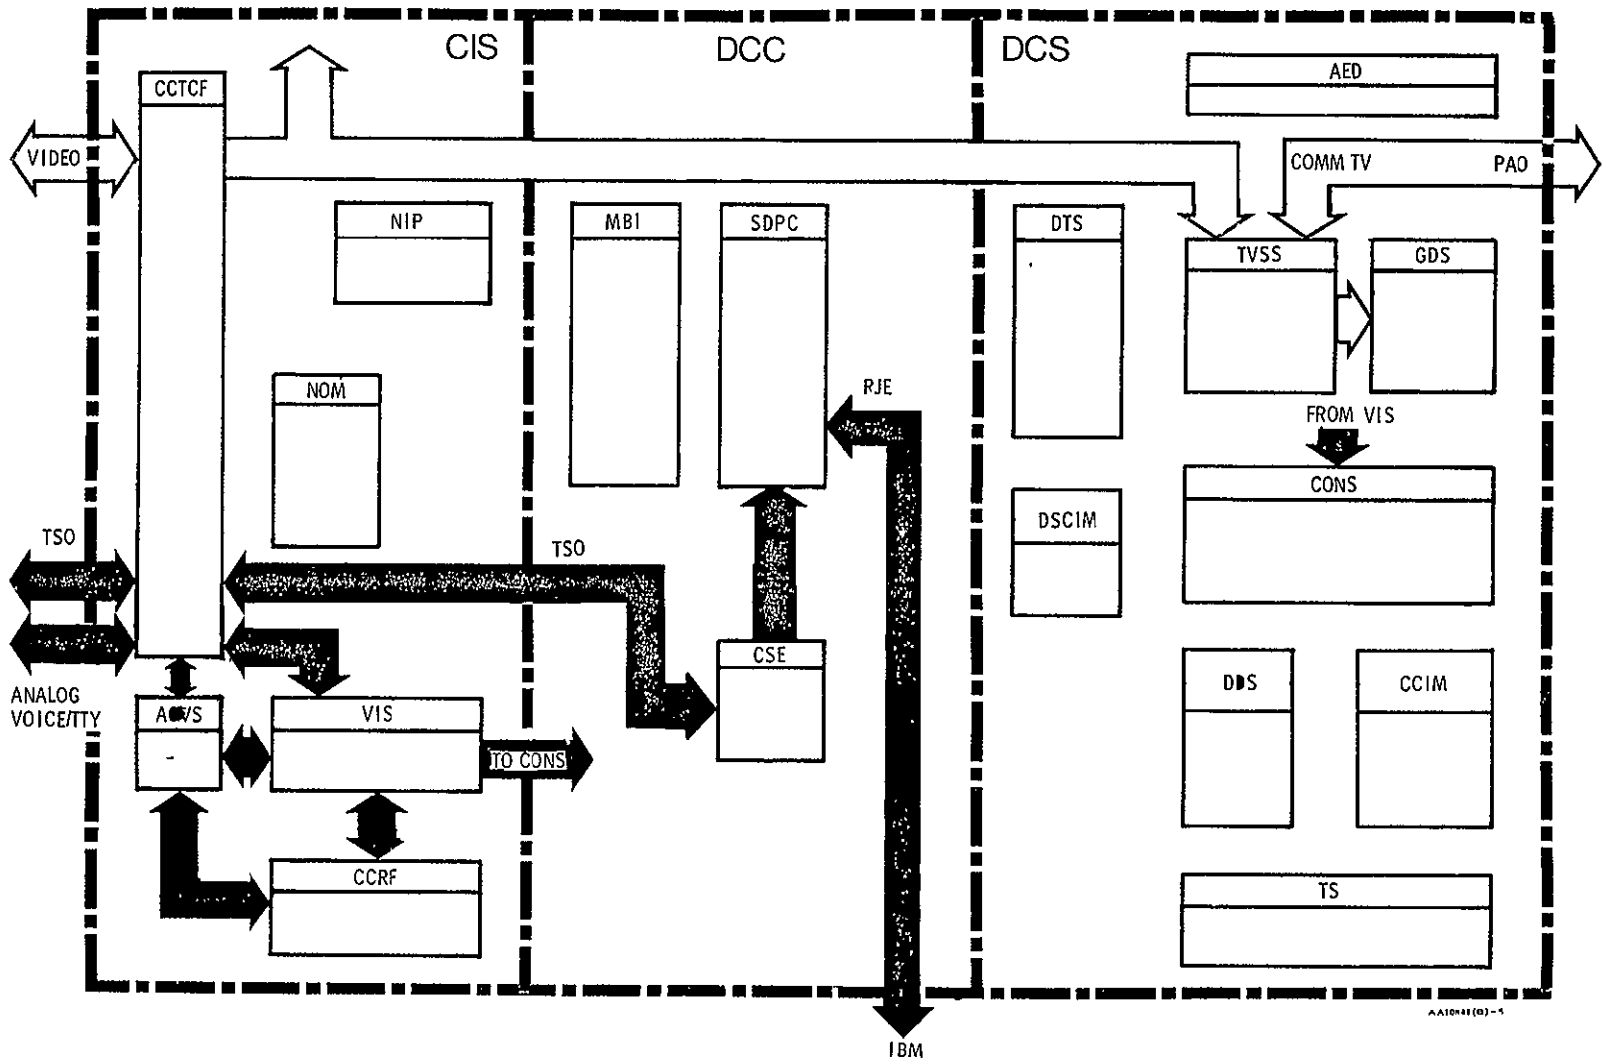 CIS
DCC
DCS
CCTCF
AED
VIDEO
COMM TV
PAO
NIP
MBI
SDPC
DTS
TVSS
GDS
NOM
RJE
FROM VIS
CONS
DSCIM
TSO
TSO
CSE
DDS
CCIM
ANALOG
VOICE/TTY
VIS
TO CONS
CCRF
TS
IBM